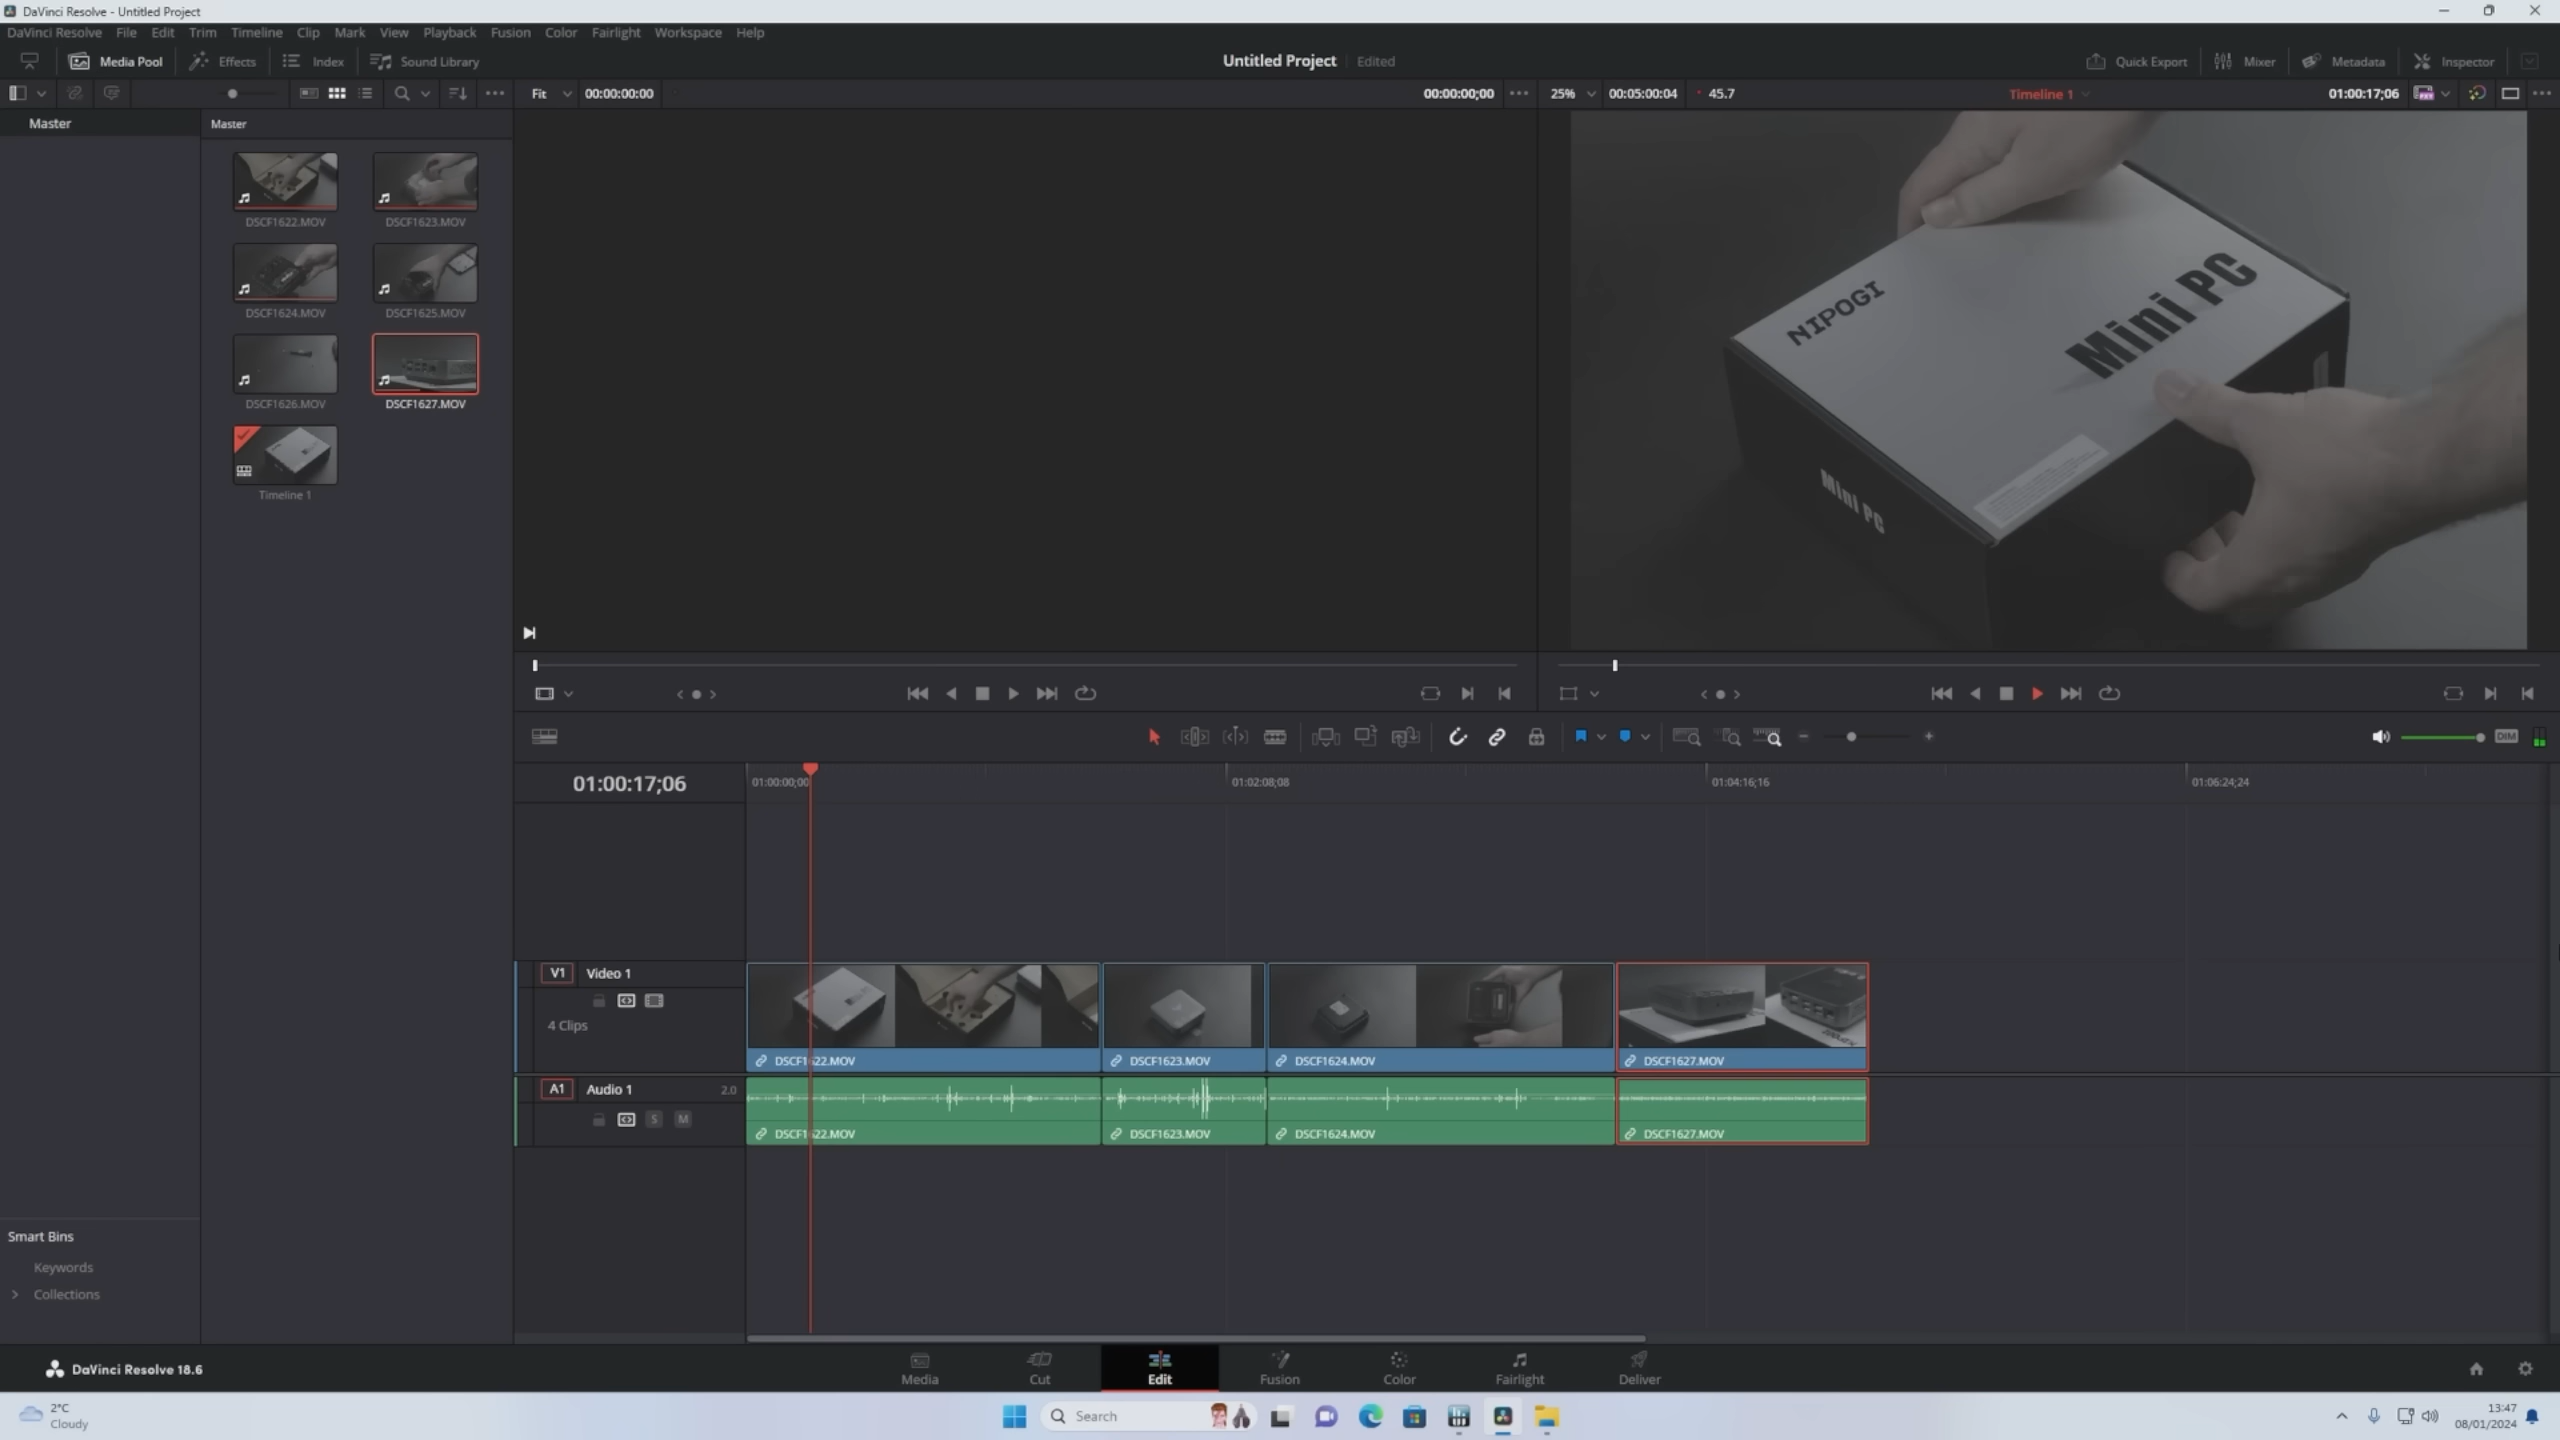 DaVinci Resolve - Untitled Project
DaVinci Resolve File Edit Trim Timeline Clip Mark View Playback Fusion Color Fairlight Workspace Help
Media Pool Effects Index Sound Library Untitled Project Edited Quick Export Mixer Metadata Inspector
Fit 00:00:00:00 00:00:00;00 25% 00:05:00:04 45.7 Timeline 1 01:00:17;06
Master
Master
DSCF1622.MOV DSCF1623.MOV
DSCF1624.MOV DSCF1625.MOV
DSCF1626.MOV DSCF1627.MOV
Timeline 1
NIPOGI
Mini PC
Mini PC
DIM
01:00:17;06
01:00:00;00 01:02:08;08 01:04:16;16 01:06:24;24
V1 Video 1
4 Clips
DSCF1622.MOV DSCF1623.MOV DSCF1624.MOV DSCF1627.MOV
A1 Audio 1 2.0
S M
DSCF1622.MOV DSCF1623.MOV DSCF1624.MOV DSCF1627.MOV
Smart Bins
Keywords
Collections
DaVinci Resolve 18.6
Media Cut Edit Fusion Color Fairlight Deliver
2°C
Cloudy
Search
13:47
08/01/2024